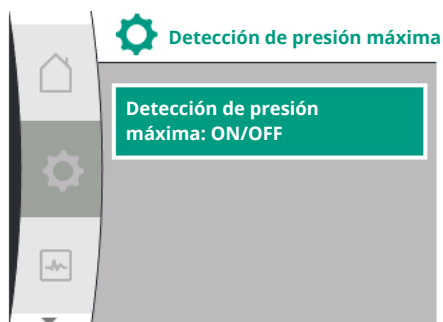 Detección de presión máxima
Detección de presión
máxima: ON/OFF